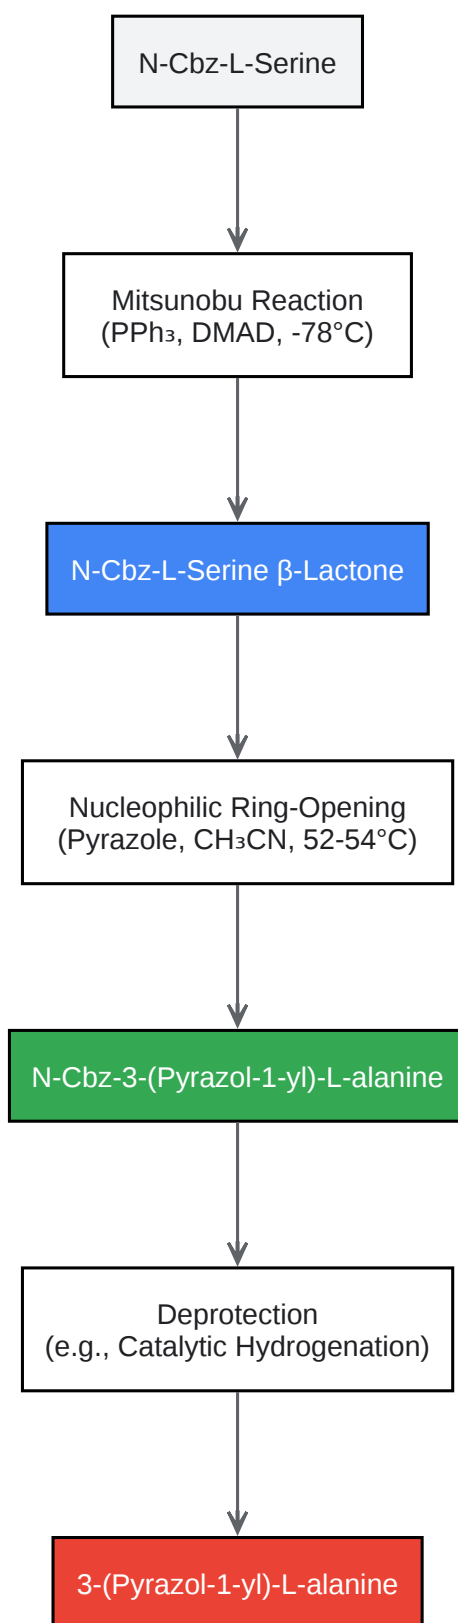 N-Cbz-L-Serine
Mitsunobu Reaction
(PPh₃, DMAD, -78°C)
N-Cbz-L-Serine β-Lactone
Nucleophilic Ring-Opening
(Pyrazole, CH₃CN, 52-54°C)
N-Cbz-3-(Pyrazol-1-yl)-L-alanine
Deprotection
(e.g., Catalytic Hydrogenation)
3-(Pyrazol-1-yl)-L-alanine